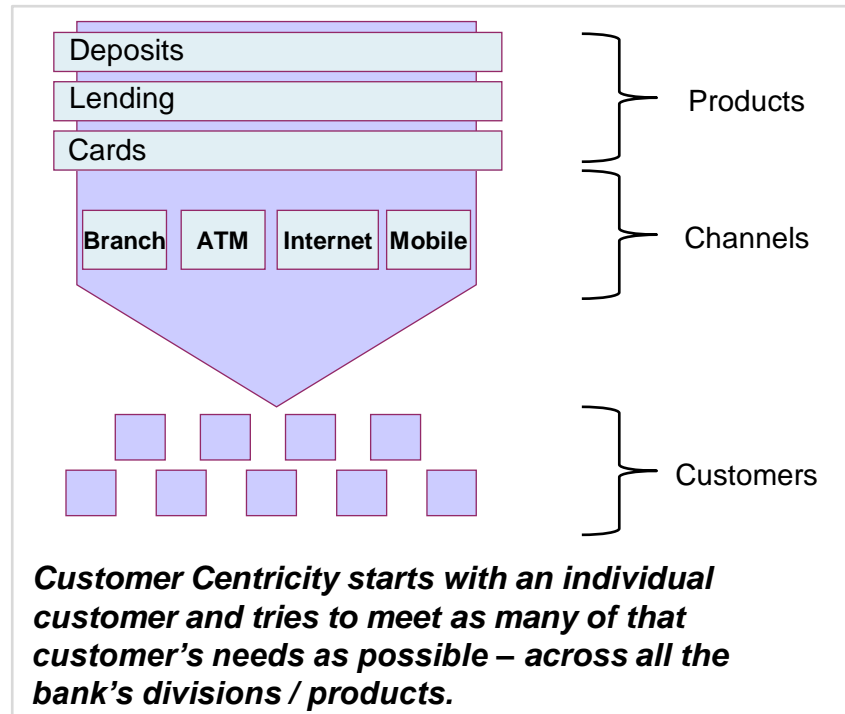 Deposits
Lending
Cards
Products
Branch ATM Internet Mobile
Channels
Customers
Customer Centricity starts with an individual
customer and tries to meet as many of that
customer’s needs as possible – across all the
bank’s divisions / products.